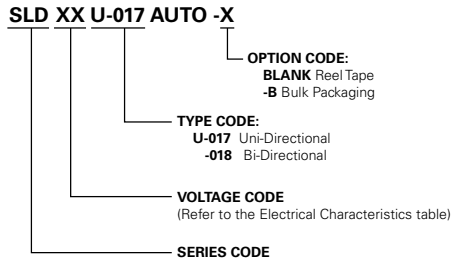 SLD XX U-017 AUTO -X
OPTION CODE:
BLANK Reel Tape
-B Bulk Packaging
TYPE CODE:
U-017 Uni-Directional
-018 Bi-Directional
VOLTAGE CODE
(Refer to the Electrical Characteristics table)
SERIES CODE